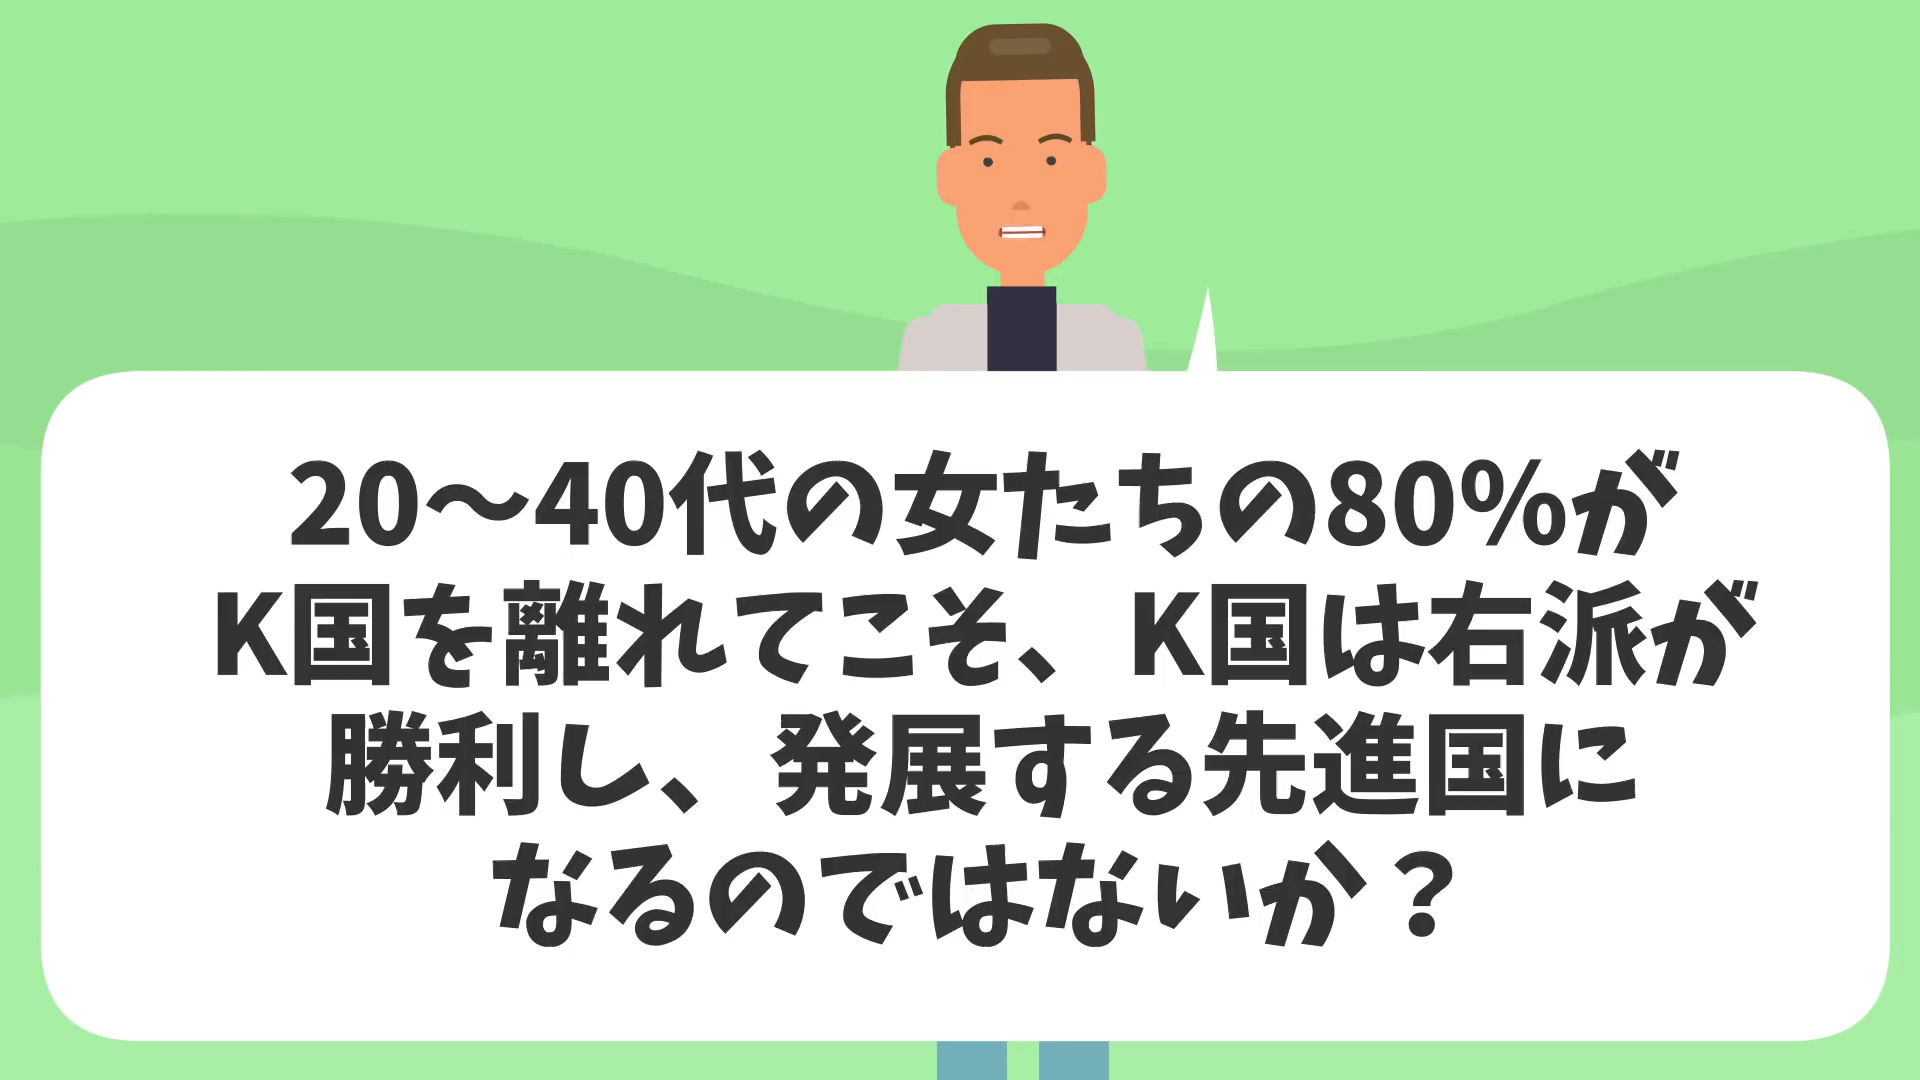 20～40代の女たちの80%が
K国を離れてこそ、K国は右派が
勝利し、発展する先進国に
なるのではないか？